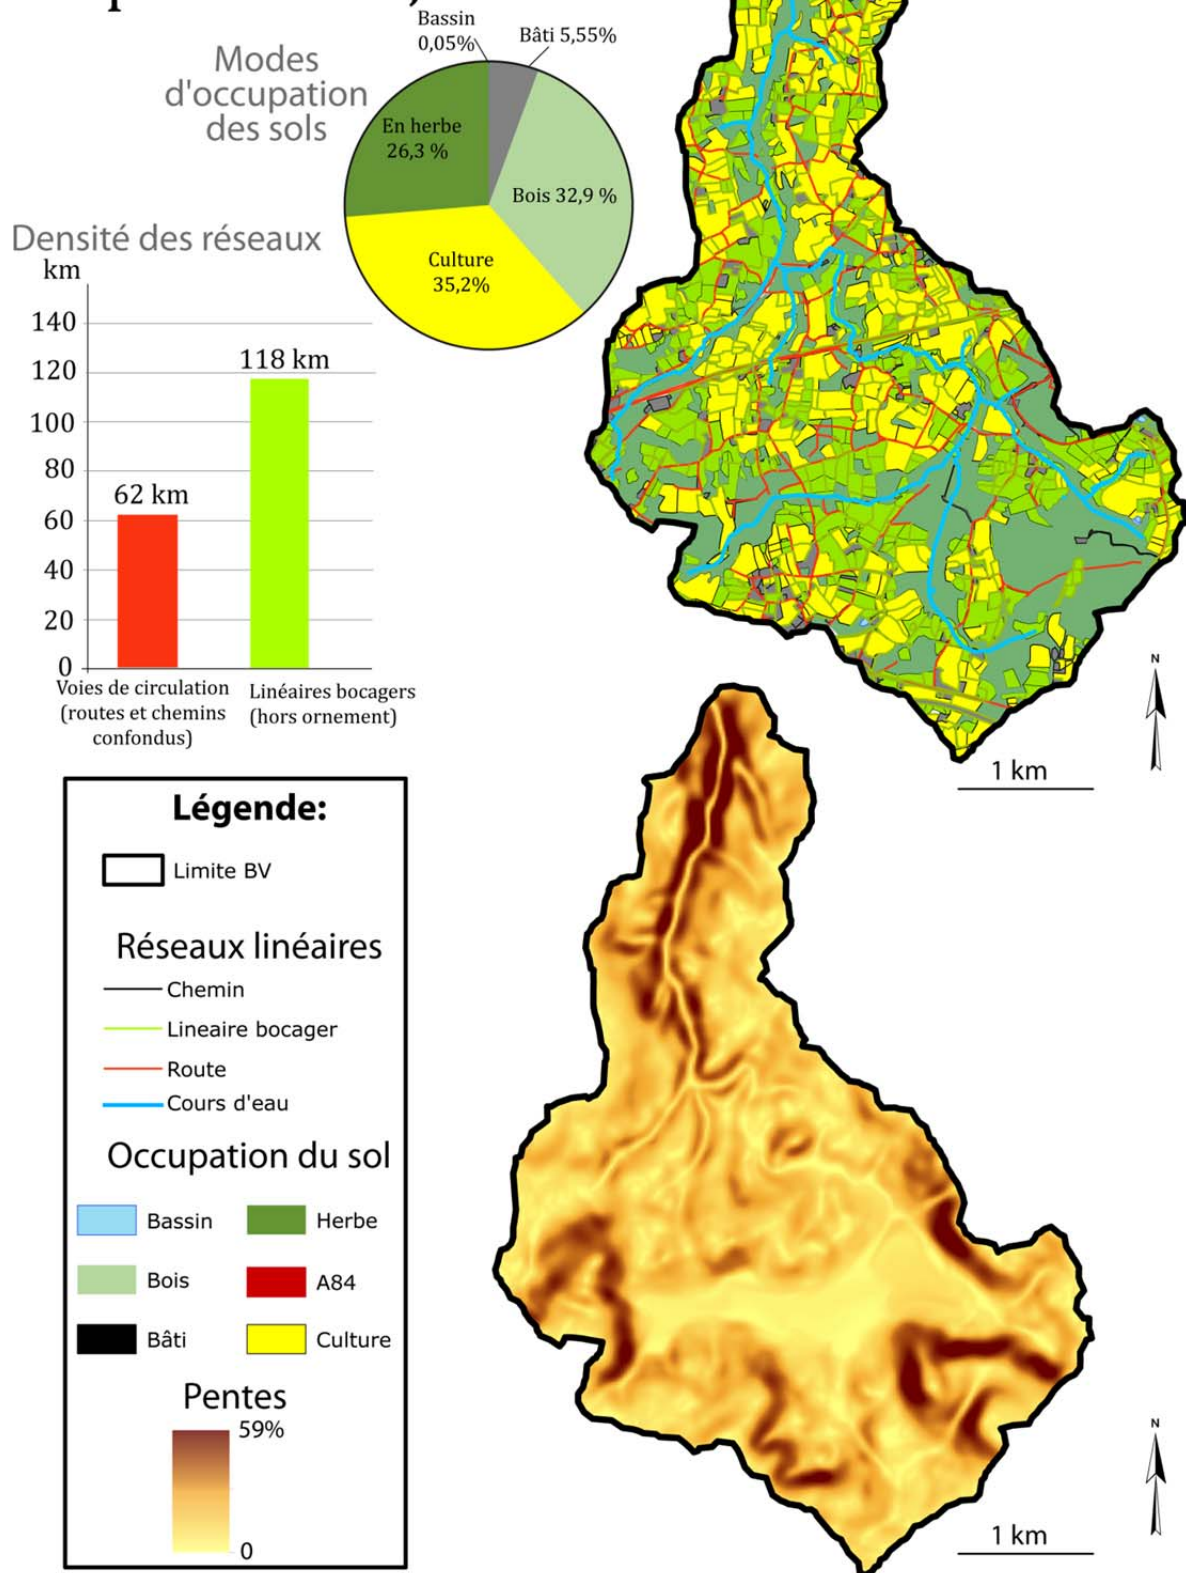 Bassin
0,05%
Bâti 5,55%
Modes
d'occupation
des sols
En herbe
26,3 %
Bois 32,9 %
Culture
35,2%
Densité des réseaux
km
140
120
100
80
60
40
20
0
118 km
62 km
Voies de circulation
(routes et chemins
confondus)
Linéaires bocagers
(hors ornement)
N
1 km
Légende:
Limite BV
Réseaux linéaires
Chemin
Lineaire bocager
Route
Cours d'eau
Occupation du sol
Bassin
Herbe
Bois
A84
Bâti
Culture
Pentes
59%
0
N
1 km